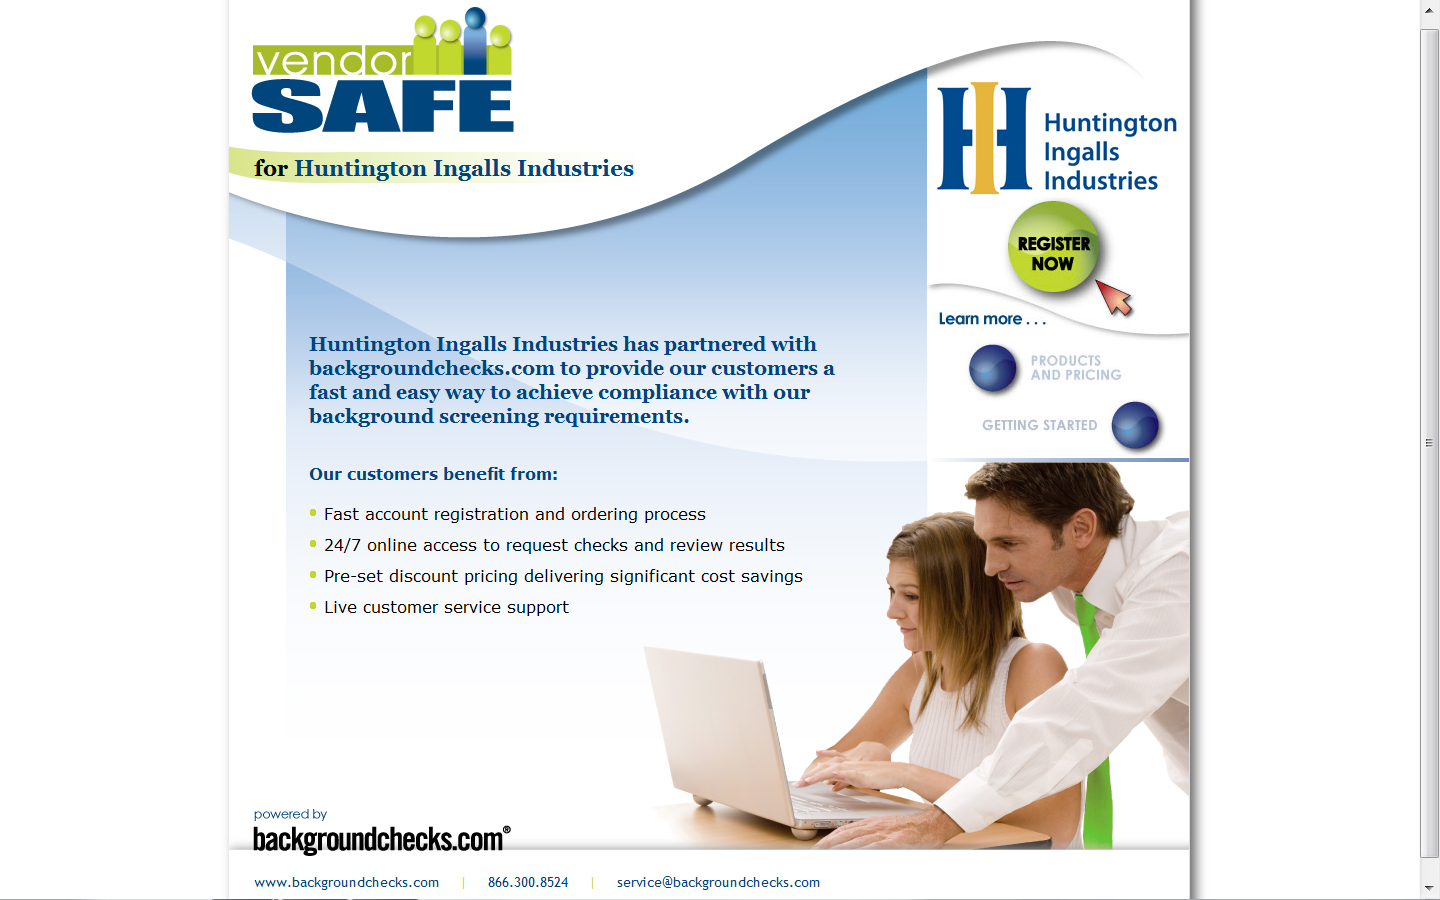 vendor
SAFE
for Huntington Ingalls Industries
Huntington
Ingalls
Industries
REGISTER
NOW
Learn more . . .
PRODUCTS
AND PRICING
GETTING STARTED
Huntington Ingalls Industries has partnered with
backgroundchecks.com to provide our customers a
fast and easy way to achieve compliance with our
background screening requirements.
Our customers benefit from:
Fast account registration and ordering process
24/7 online access to request checks and review results
Pre-set discount pricing delivering significant cost savings
Live customer service support
powered by
backgroundchecks.com®
www.backgroundchecks.com | 866.300.8524 | service@backgroundchecks.com